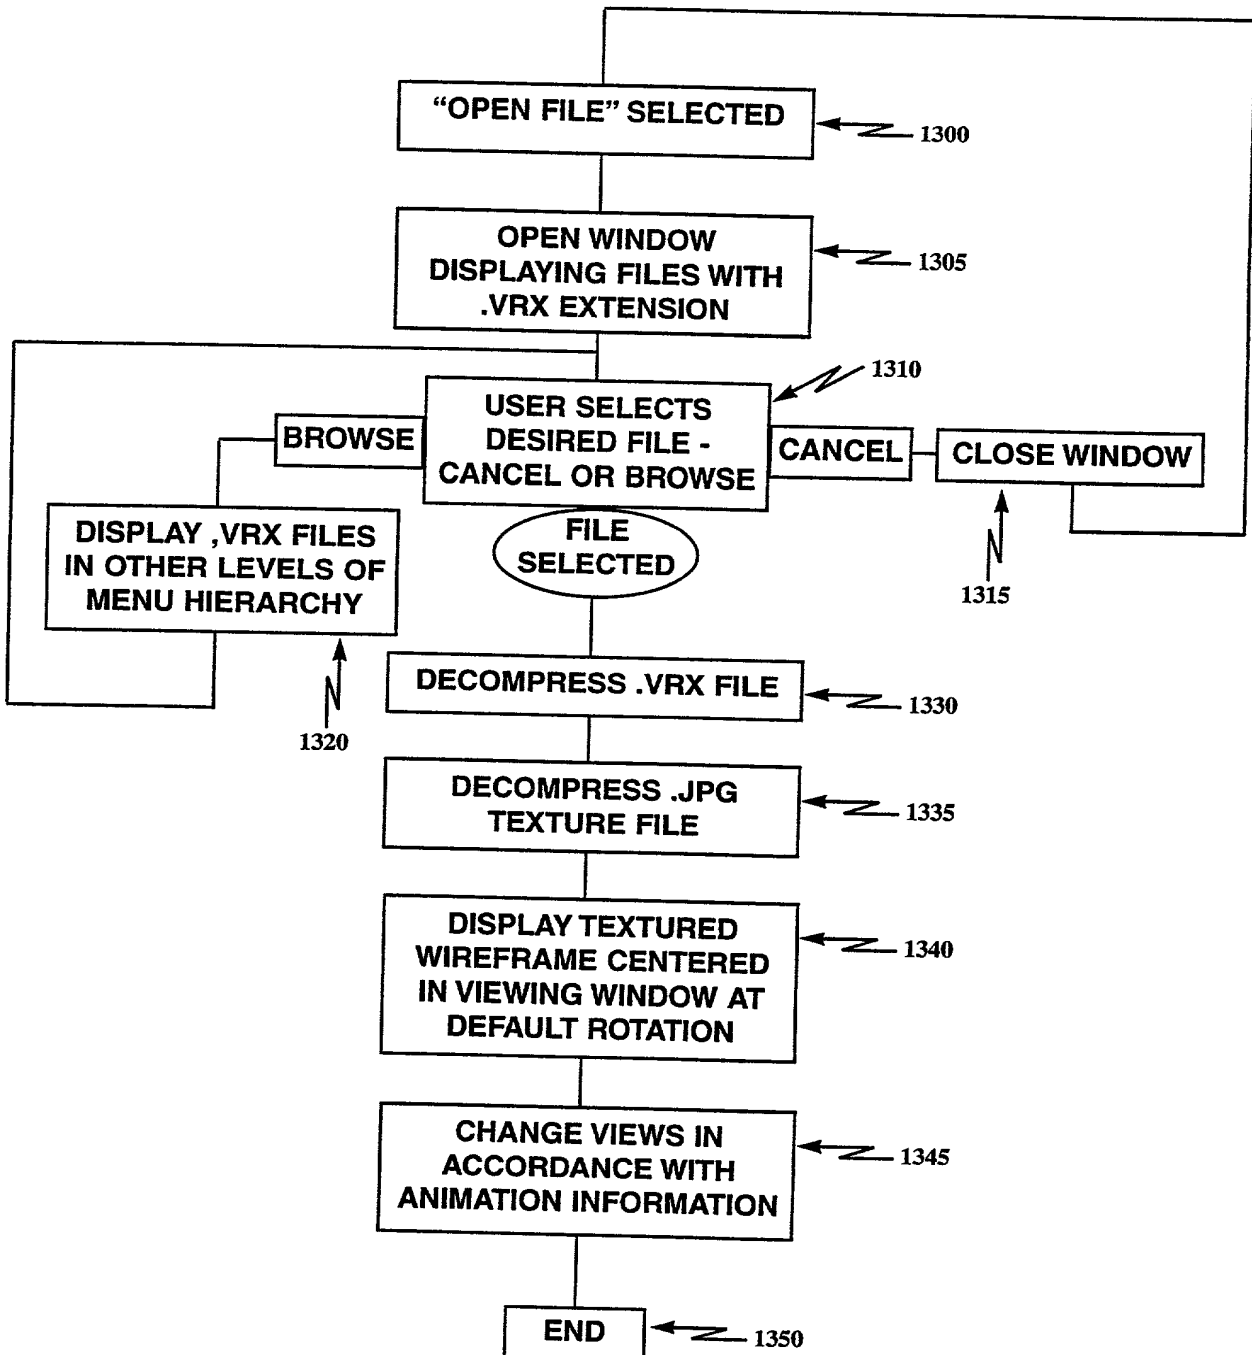 “OPEN FILE” SELECTED
1300
OPEN WINDOW
DISPLAYING FILES WITH
.VRX EXTENSION
1305
1310
USER SELECTS
DESIRED FILE -
CANCEL OR BROWSE
BROWSE
CANCEL
CLOSE WINDOW
1315
DISPLAY ,VRX FILES
IN OTHER LEVELS OF
MENU HIERARCHY
1320
FILE
SELECTED
DECOMPRESS .VRX FILE
1330
DECOMPRESS .JPG
TEXTURE FILE
1335
DISPLAY TEXTURED
WIREFRAME CENTERED
IN VIEWING WINDOW AT
DEFAULT ROTATION
1340
CHANGE VIEWS IN
ACCORDANCE WITH
ANIMATION INFORMATION
1345
END
1350